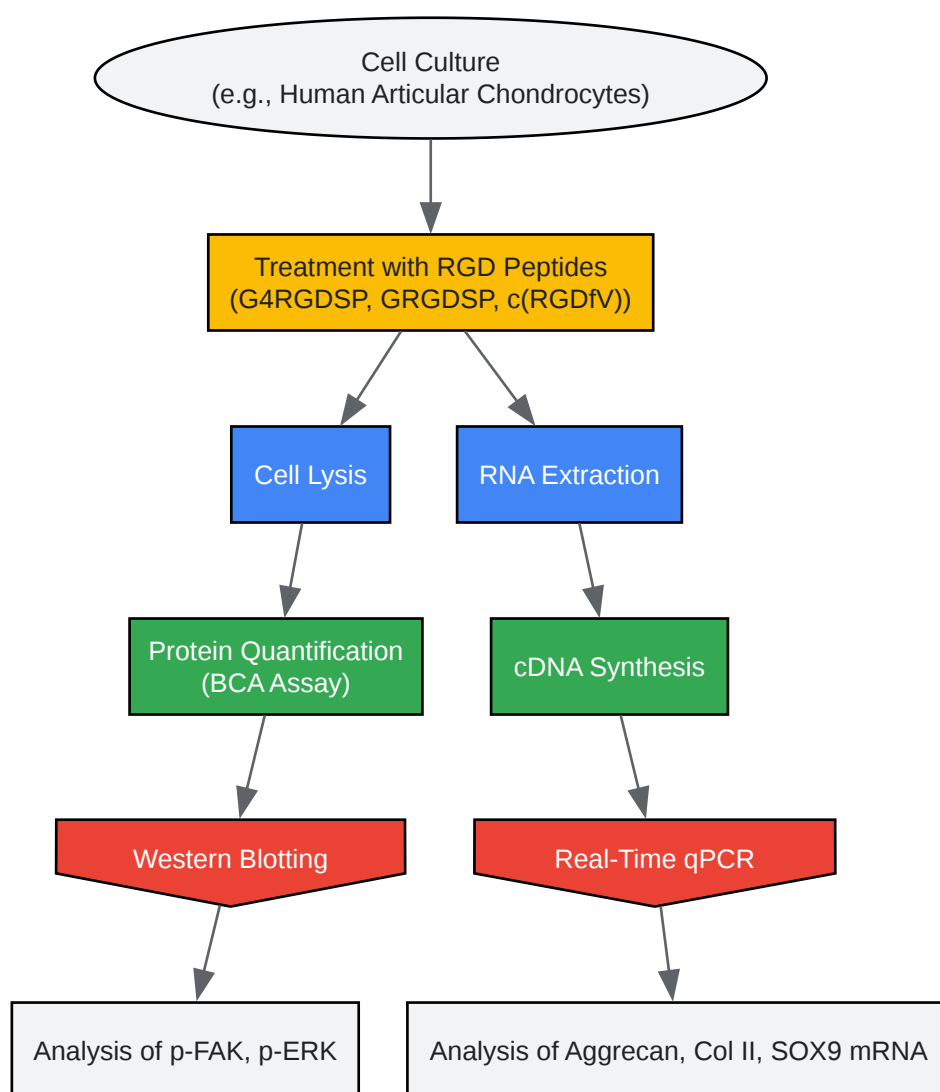 Cell Culture
(e.g., Human Articular Chondrocytes)
Treatment with RGD Peptides
(G4RGDSP, GRGDSP, c(RGDfV))
Cell Lysis
RNA Extraction
Protein Quantification
(BCA Assay)
cDNA Synthesis
Western Blotting
Real-Time qPCR
Analysis of p-FAK, p-ERK
Analysis of Aggrecan, Col II, SOX9 mRNA